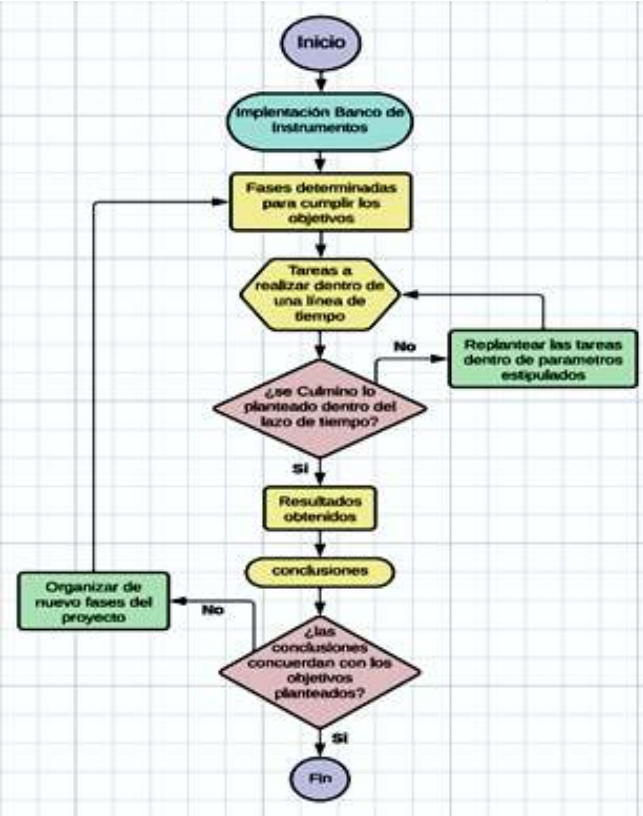 Inicio
Implentación Banco de
Instrumentos
Fases determinadas
para cumplir los
objetivos
Tareas a
realizar dentro de
una línea de
tiempo
No
Replantear las tareas
dentro de parametros
estipulados
¿se Culmino lo
planteado dentro del
lazo de tiempo?
Si
Resultados
obtenidos
conclusiones
Organizar de
nuevo fases del
proyecto
No
¿las
conclusiones
concuerdan con los
objetivos
planteados?
Si
Fin